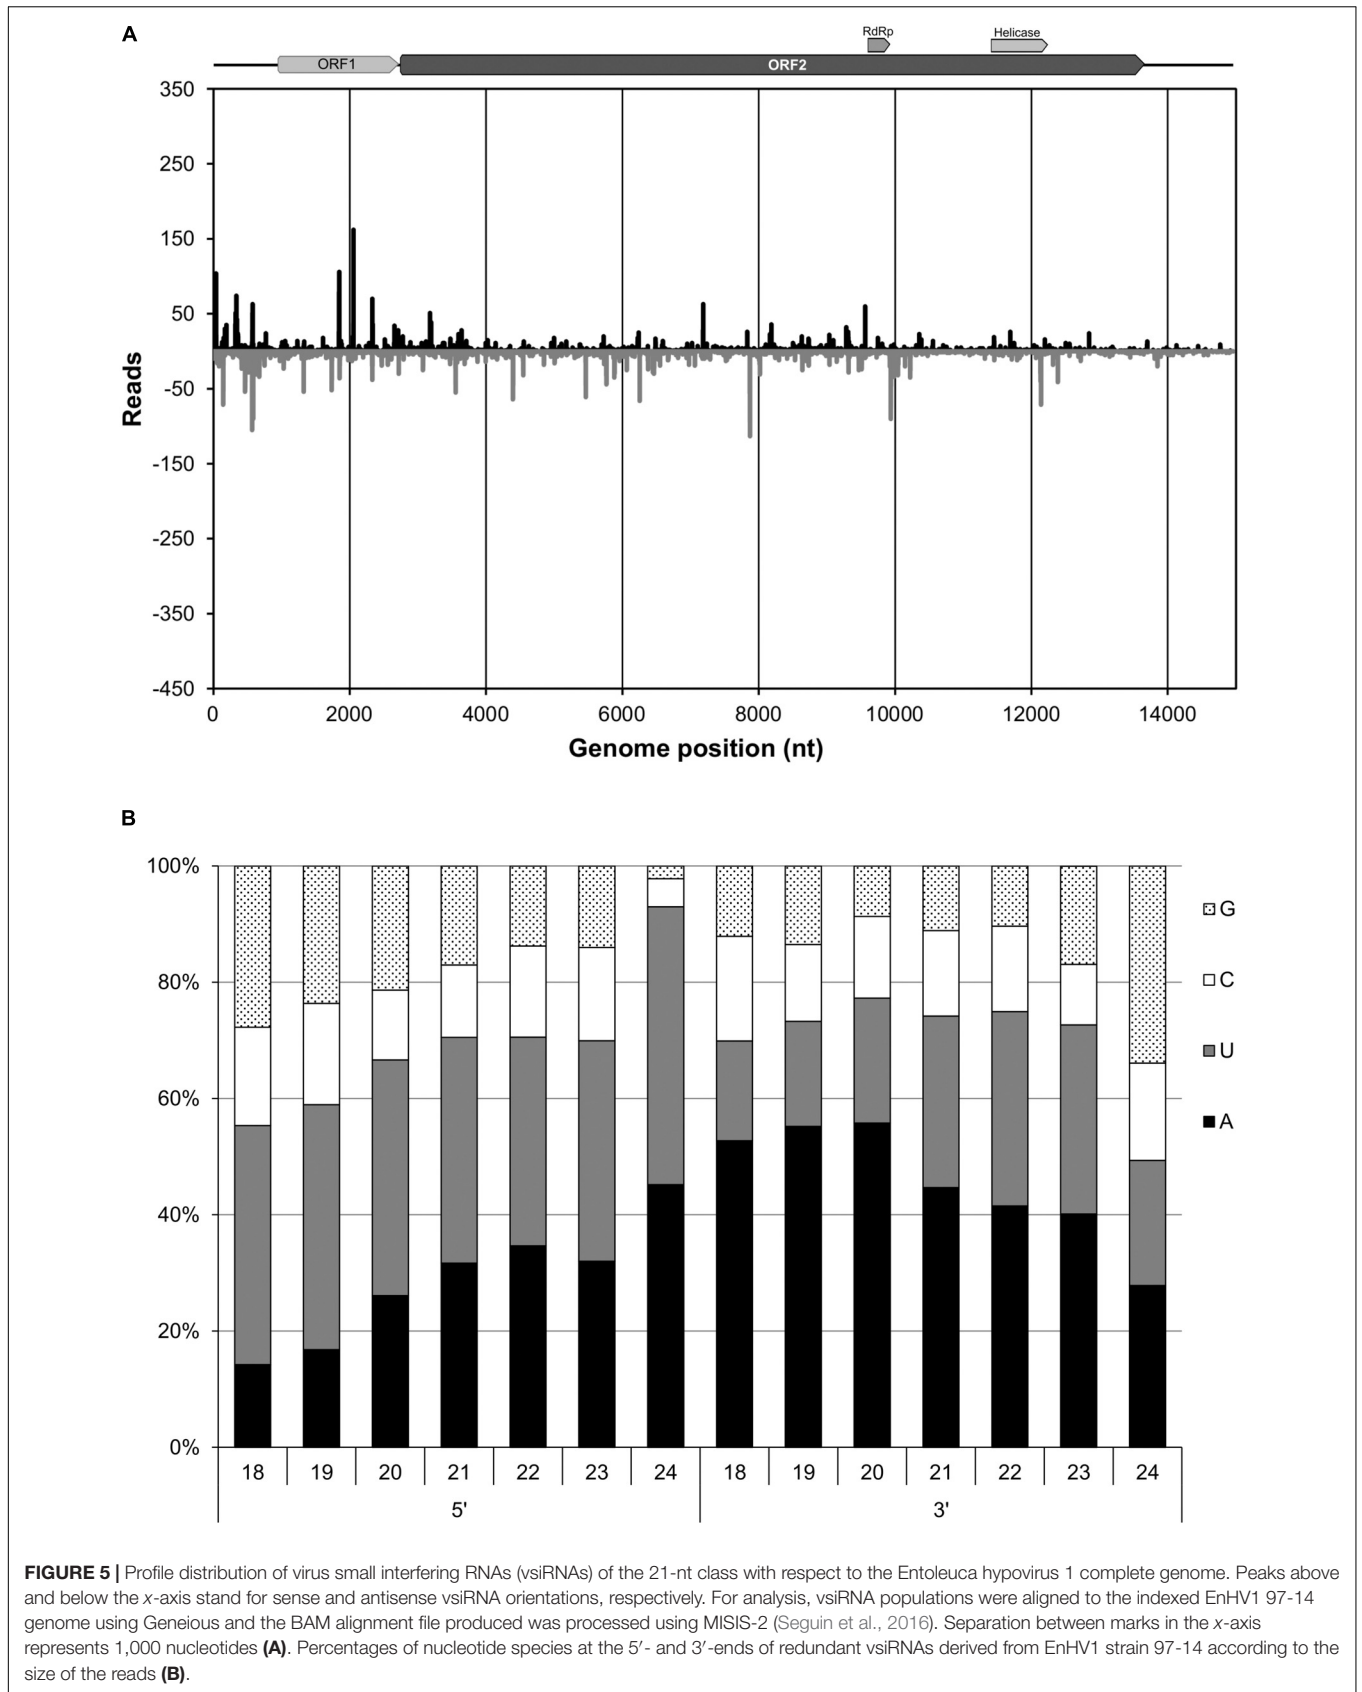 A
RdRp
Helicase
ORF1
ORF2
350
250
150
50
-50
-150
-250
-350
-450
Reads
0 2000 4000 6000 8000 10000 12000 14000
Genome position (nt)
B
100%
80%
60%
40%
20%
0%
G
C
U
A
18 19 20 21 22 23 24 18 19 20 21 22 23 24
5' 3'
FIGURE 5 | Profile distribution of virus small interfering RNAs (vsiRNAs) of the 21-nt class with respect to the Entoleuca hypovirus 1 complete genome. Peaks above
and below the x-axis stand for sense and antisense vsiRNA orientations, respectively. For analysis, vsiRNA populations were aligned to the indexed EnHV1 97-14
genome using Geneious and the BAM alignment file produced was processed using MISIS-2 (Seguin et al., 2016). Separation between marks in the x-axis
represents 1,000 nucleotides (A). Percentages of nucleotide species at the 5′- and 3′-ends of redundant vsiRNAs derived from EnHV1 strain 97-14 according to the
size of the reads (B).